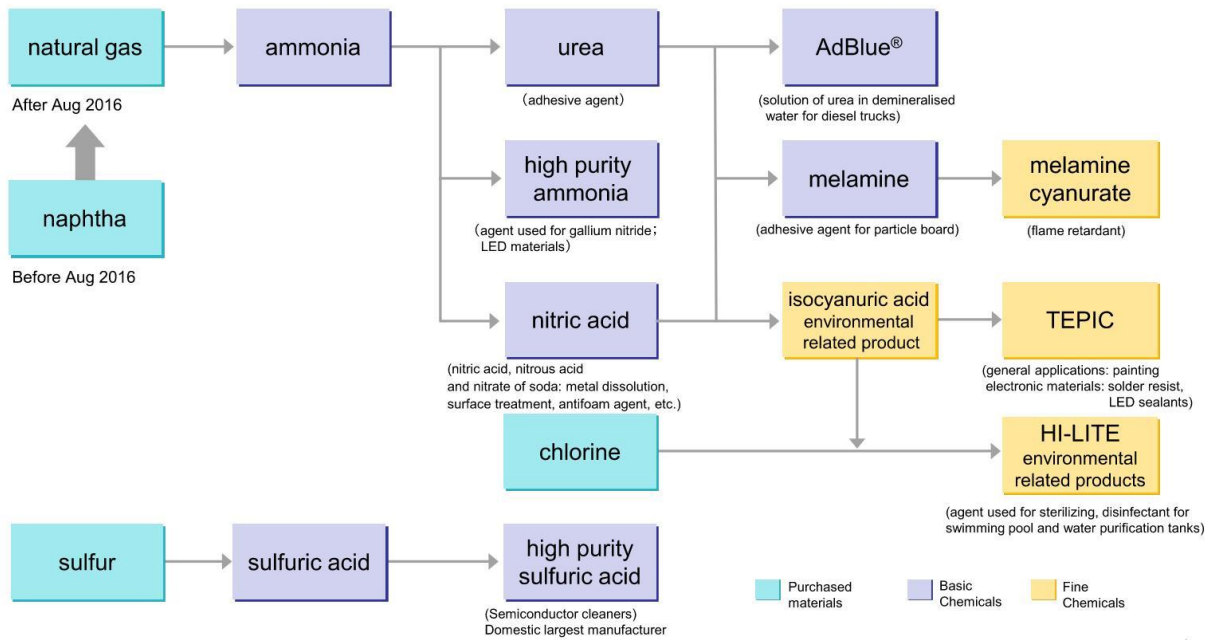 natural gas
After Aug 2016
naphtha
Before Aug 2016
ammonia
urea
(adhesive agent)
high purity
ammonia
(agent used for gallium nitride;
LED materials)
nitric acid
(nitric acid, nitrous acid
and nitrate of soda: metal dissolution,
surface treatment, antifoam agent, etc.)
chlorine
AdBlue®
(solution of urea in demineralised
water for diesel trucks)
melamine
(adhesive agent for particle board)
melamine
cyanurate
(flame retardant)
isocyanuric acid
environmental
related product
TEPIC
(general applications: painting
electronic materials: solder resist,
LED sealants)
HI-LITE
environmental
related products
(agent used for sterilizing, disinfectant for
swimming pool and water purification tanks)
sulfur
sulfuric acid
high purity
sulfuric acid
(Semiconductor cleaners)
Domestic largest manufacturer
Purchased
materials
Basic
Chemicals
Fine
Chemicals